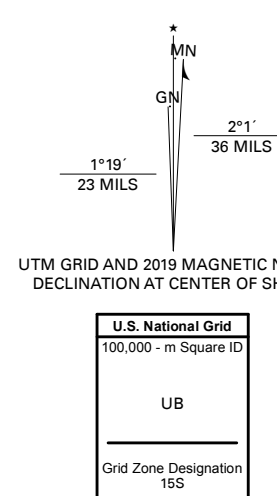 ★
MN
GN
2°1´
36 MILS
1°19´
23 MILS
UTM GRID AND 2019 MAGNETIC
DECLINATION AT CENTER OF
U.S. National Grid
100,000 - m Square ID
UB
Grid Zone Designation
15S